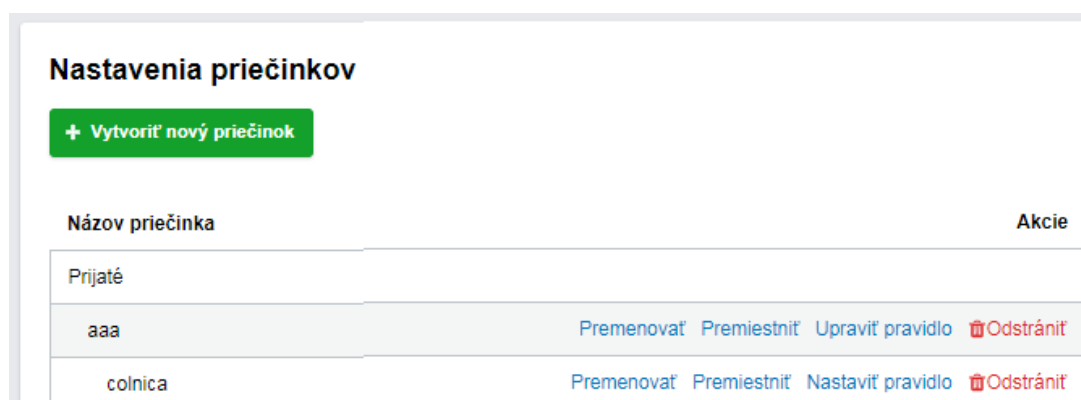 Nastavenia priečinkov
+ Vytvoriť nový priečinok
Názov priečinka Akcie
Prijaté
aaa Premenovať Premiestniť Upraviť pravidlo Odstrániť
colnica Premenovať Premiestniť Nastaviť pravidlo Odstrániť